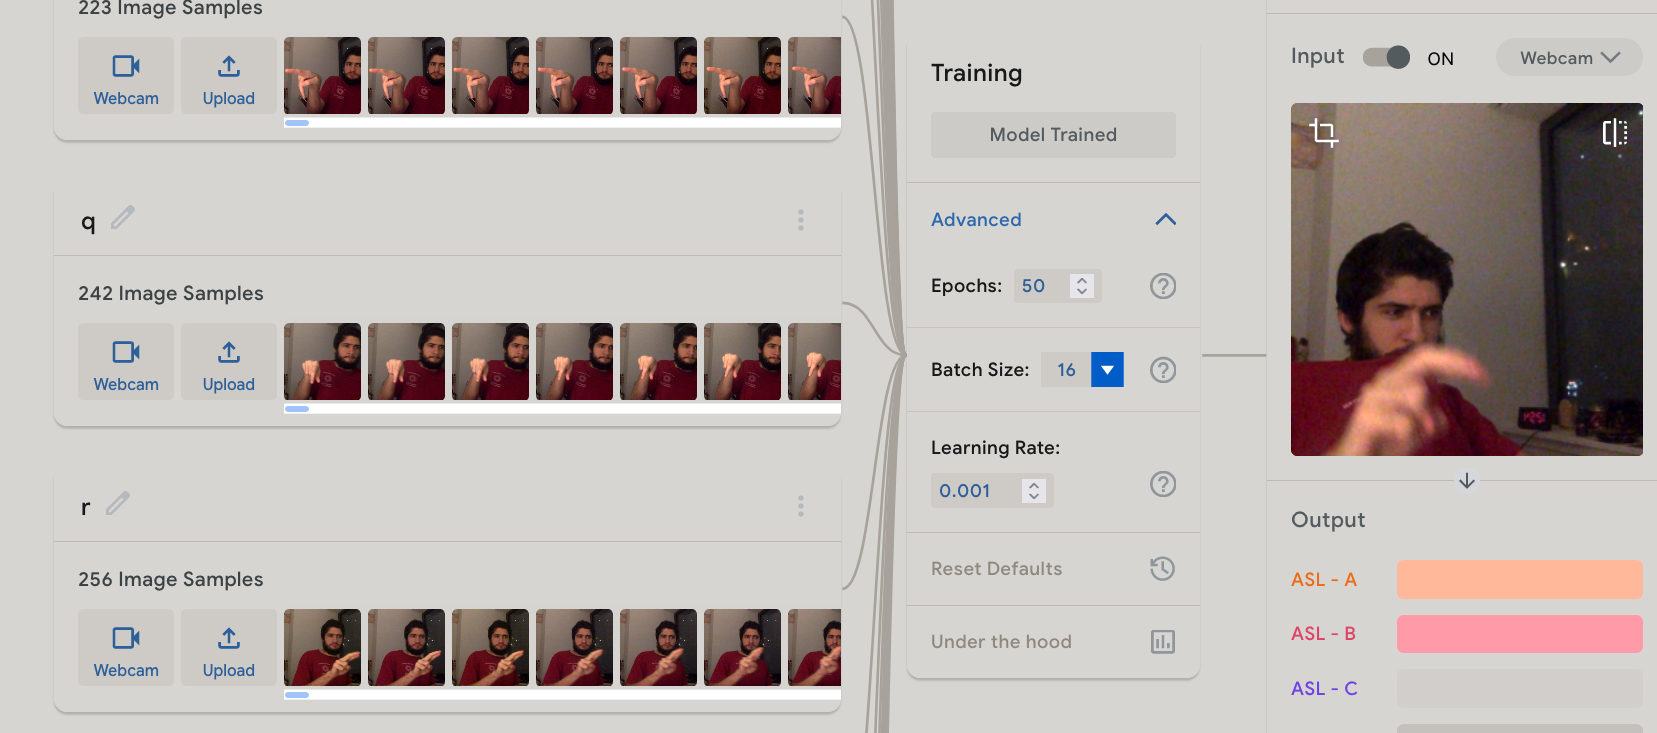 223 Image Samples
Webcam
Upload
q
242 Image Samples
Webcam
Upload
r
256 Image Samples
Webcam
Upload
Training
Model Trained
Advanced
Epochs: 50
Batch Size: 16
Learning Rate:
0.001
Reset Defaults
Under the hood
Input ON Webcam
Output
ASL - A
ASL - B
ASL - C